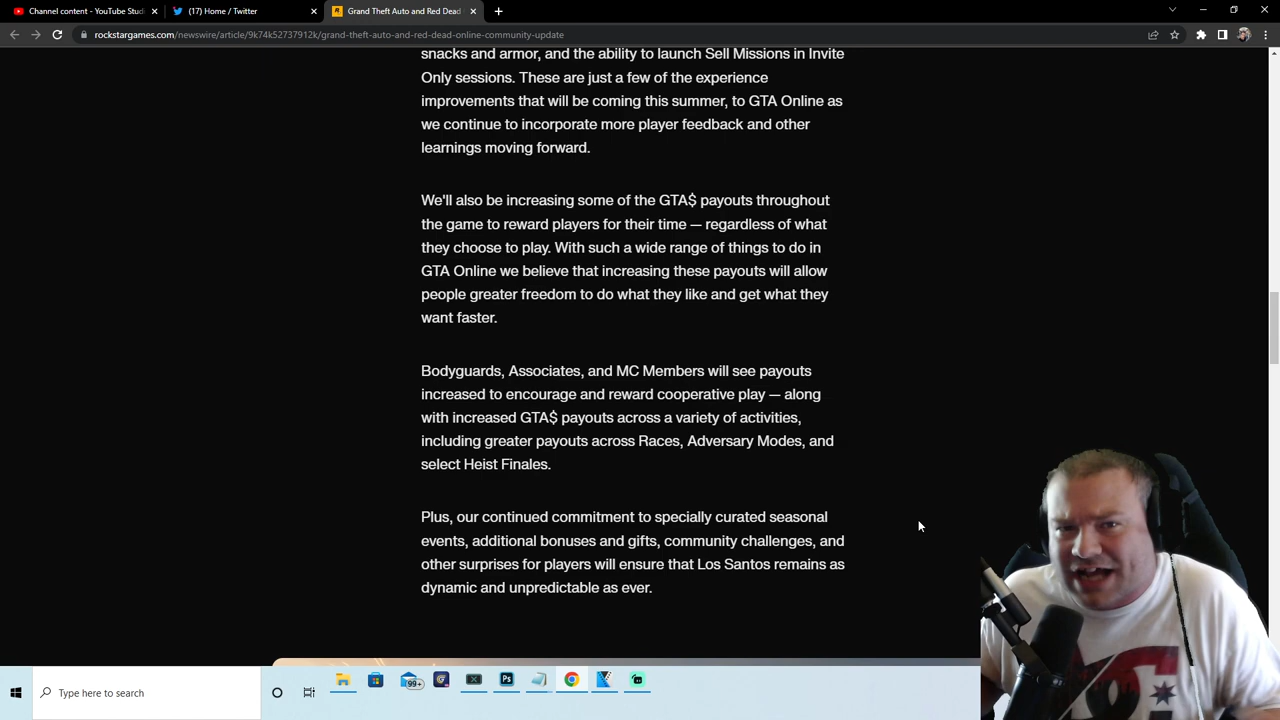 Channel content - YouTube Studi
(17) Home / Twitter
Grand Theft Auto and Red Dead
rockstargames.com/newswire/article/9k74k52737912k/grand-theft-auto-and-red-dead-online-community-update
snacks and armor, and the ability to launch Sell Missions in Invite
Only sessions. These are just a few of the experience
improvements that will be coming this summer, to GTA Online as
we continue to incorporate more player feedback and other
learnings moving forward.
We'll also be increasing some of the GTA$ payouts throughout
the game to reward players for their time — regardless of what
they choose to play. With such a wide range of things to do in
GTA Online we believe that increasing these payouts will allow
people greater freedom to do what they like and get what they
want faster.
Bodyguards, Associates, and MC Members will see payouts
increased to encourage and reward cooperative play — along
with increased GTA$ payouts across a variety of activities,
including greater payouts across Races, Adversary Modes, and
select Heist Finales.
Plus, our continued commitment to specially curated seasonal
events, additional bonuses and gifts, community challenges, and
other surprises for players will ensure that Los Santos remains as
dynamic and unpredictable as ever.
Type here to search
99+
Ps